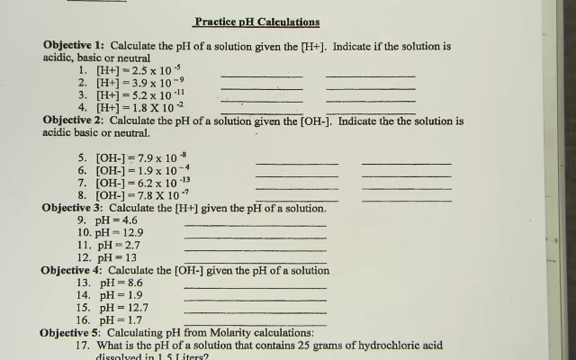 Practice pH Calculations
Objective 1: Calculate the pH of a solution given the [H+]. Indicate if the solution is
acidic, basic or neutral
1. [H+] = 2.5 x 10 -5
2. [H+] = 3.9 x 10 -9
3. [H+] = 5.2 x 10 -11
4. [H+] = 1.8 X 10 -2
Objective 2: Calculate the pH of a solution given the [OH-]. Indicate the the solution is
acidic basic or neutral.
5. [OH-] = 7.9 x 10 -8
6. [OH-] = 1.9 x 10 -4
7. [OH-] = 6.2 x 10 -13
8. [OH-] = 7.8 X 10 -7
Objective 3: Calculate the [H+] given the pH of a solution.
9. pH = 4.6
10. pH = 12.9
11. pH = 2.7
12. pH = 13
Objective 4: Calculate the [OH-] given the pH of a solution
13. pH = 8.6
14. pH = 1.9
15. pH = 12.7
16. pH = 1.7
Objective 5: Calculating pH from Molarity calculations:
17. What is the pH of a solution that contains 25 grams of hydrochloric acid
dissolved in 1.5 Liters?